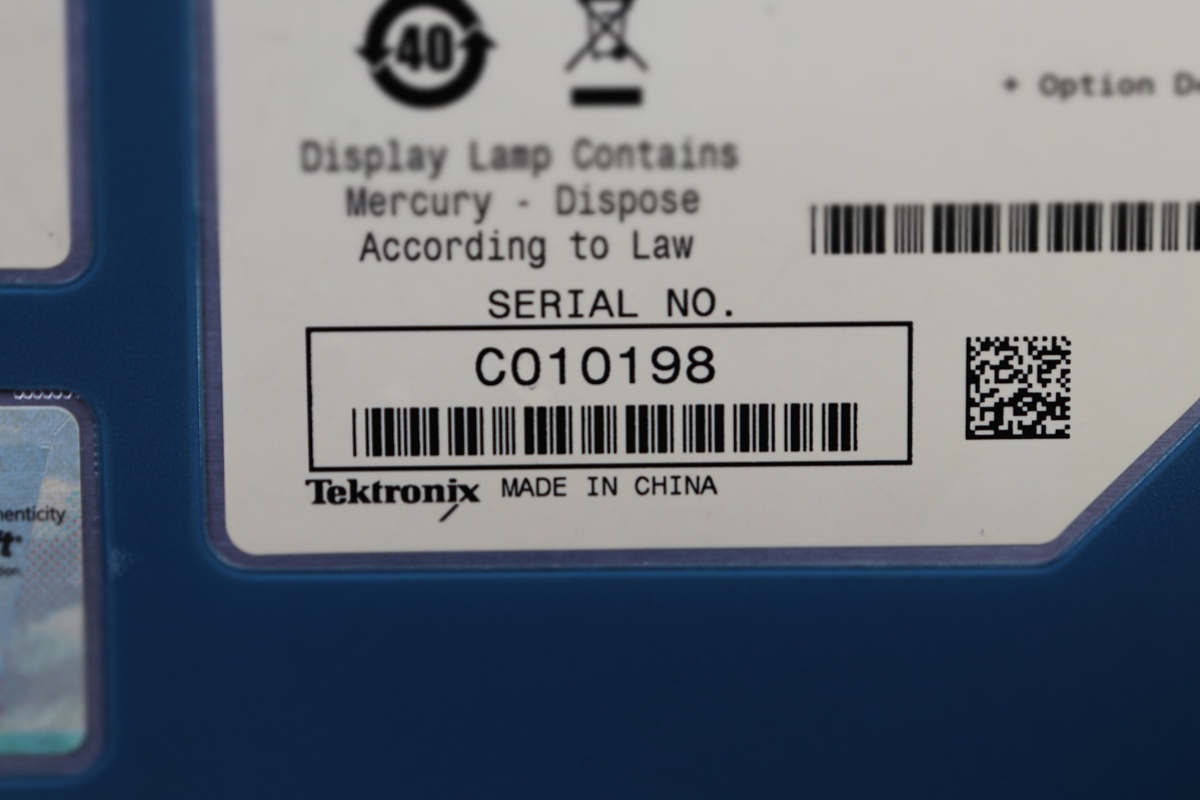 40
+ Option
Display Lamp Contains
Mercury - Dispose
According to Law
SERIAL NO.
C010198
Tektronix MADE IN CHINA